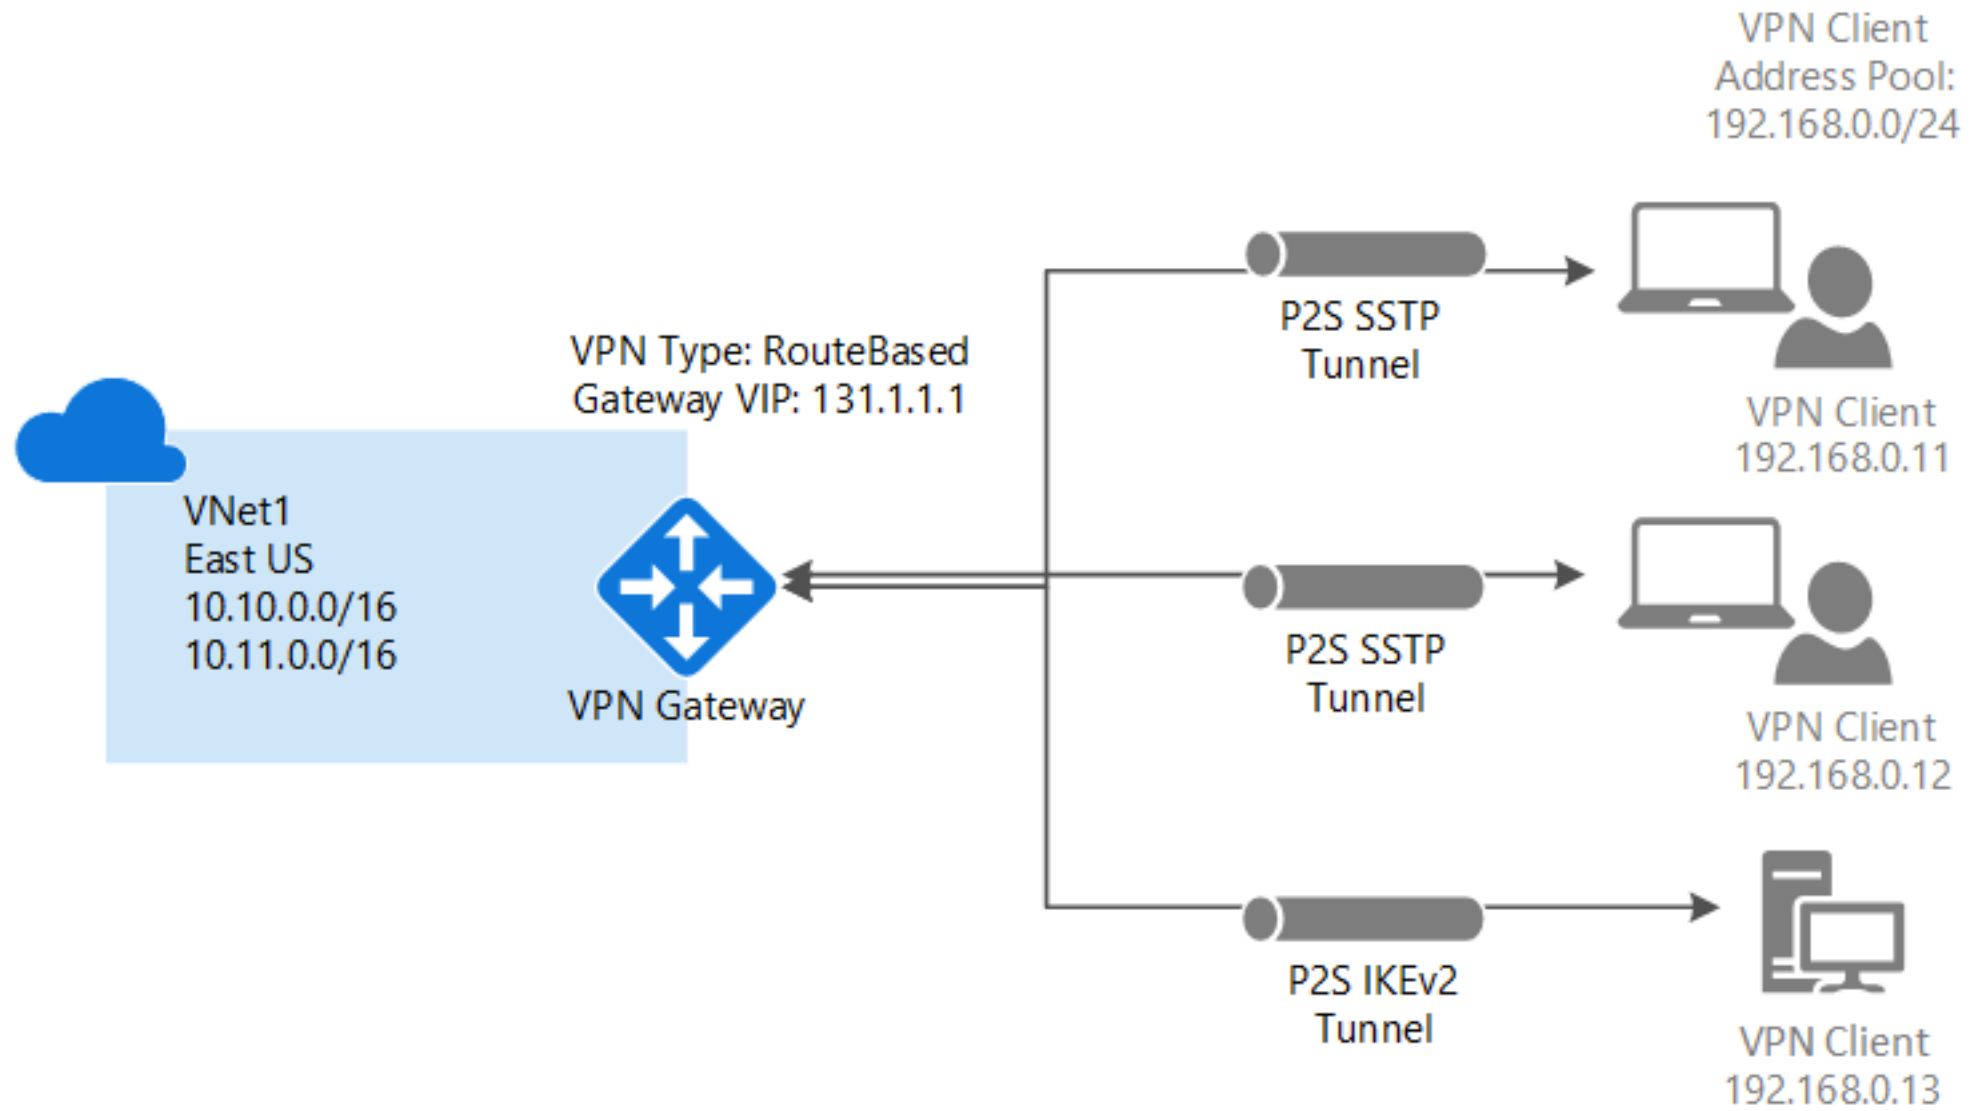 VPN Client
Address Pool:
192.168.0.0/24
P2S SSTP
Tunnel
VPN Client
192.168.0.11
VPN Type: RouteBased
Gateway VIP: 131.1.1.1
VNet1
East US
10.10.0.0/16
10.11.0.0/16
VPN Gateway
P2S SSTP
Tunnel
VPN Client
192.168.0.12
P2S IKEv2
Tunnel
VPN Client
192.168.0.13